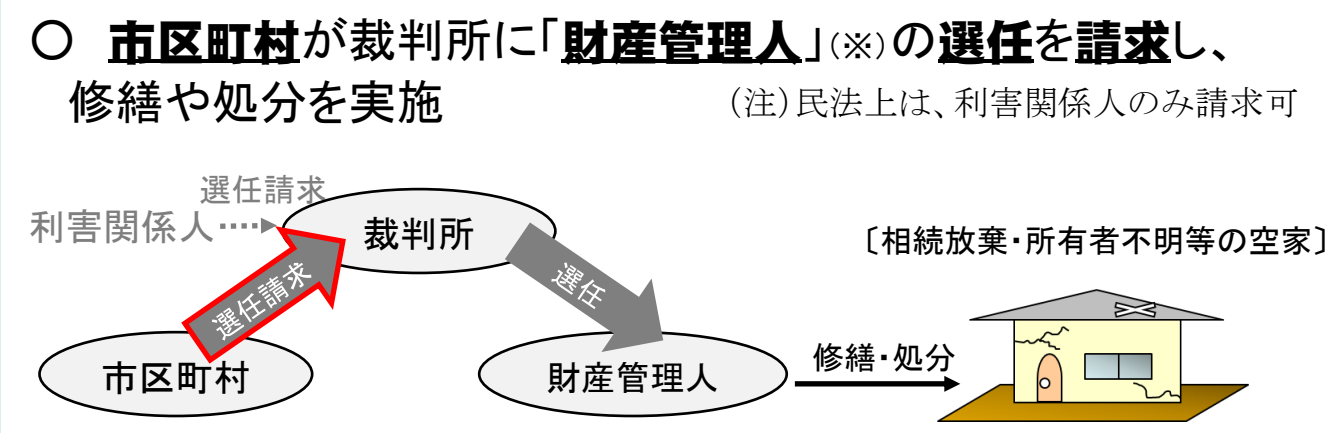 ○ 市区町村が裁判所に「財産管理人」(※)の選任を請求し、
修繕や処分を実施
（注）民法上は、利害関係人のみ請求可
選任請求
利害関係人
裁判所
〔相続放棄・所有者不明等の空家〕
選任請求
選任
市区町村
財産管理人
修繕・処分